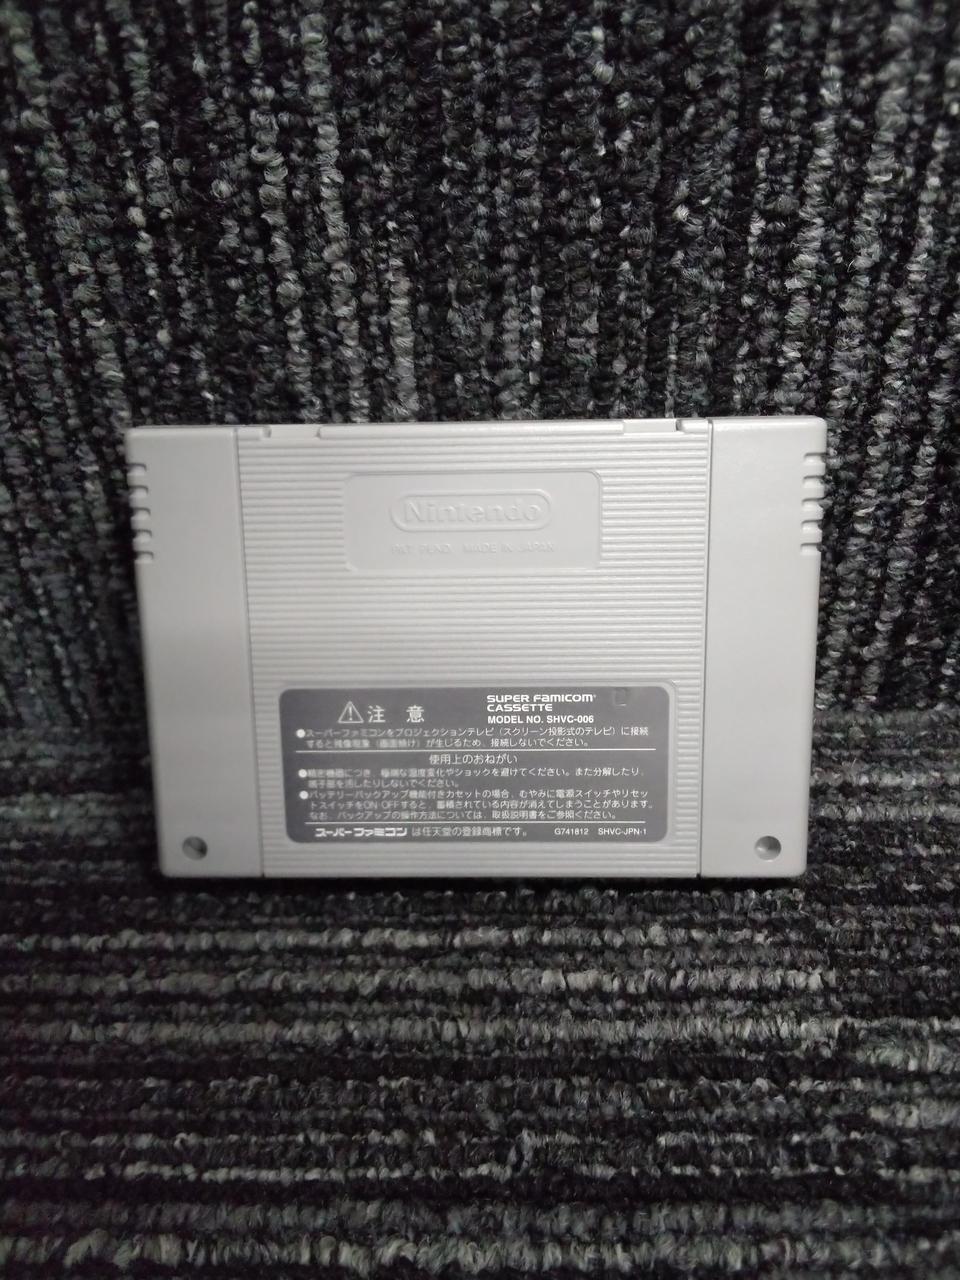 Nintendo
PAT. PEND. MADE IN JAPAN
⚠注意
SUPER FAMICOM
CASSETTE
MODEL NO. SHVC-006
●スーパーファミコンをプロジェクションテレビ(スクリーン投影式のテレビ)に接続
すると残像現象(画面焼け)が生じるため、接続しないでください。
使用上のおねがい
●精密機器につき、極端な温度変化やショックを避けてください。また分解したり、
端子部を汚したりしないでください。
●バッテリーバックアップ機能付きカセットの場合、むやみに電源スイッチやリセッ
トスイッチをON OFFすると、蓄積されている内容が消えてしまうことがあります。
なお、バックアップの操作方法については、取扱説明書をご参照ください。
スーパーファミコン は任天堂の登録商標です。 G741812 SHVC-JPN-1